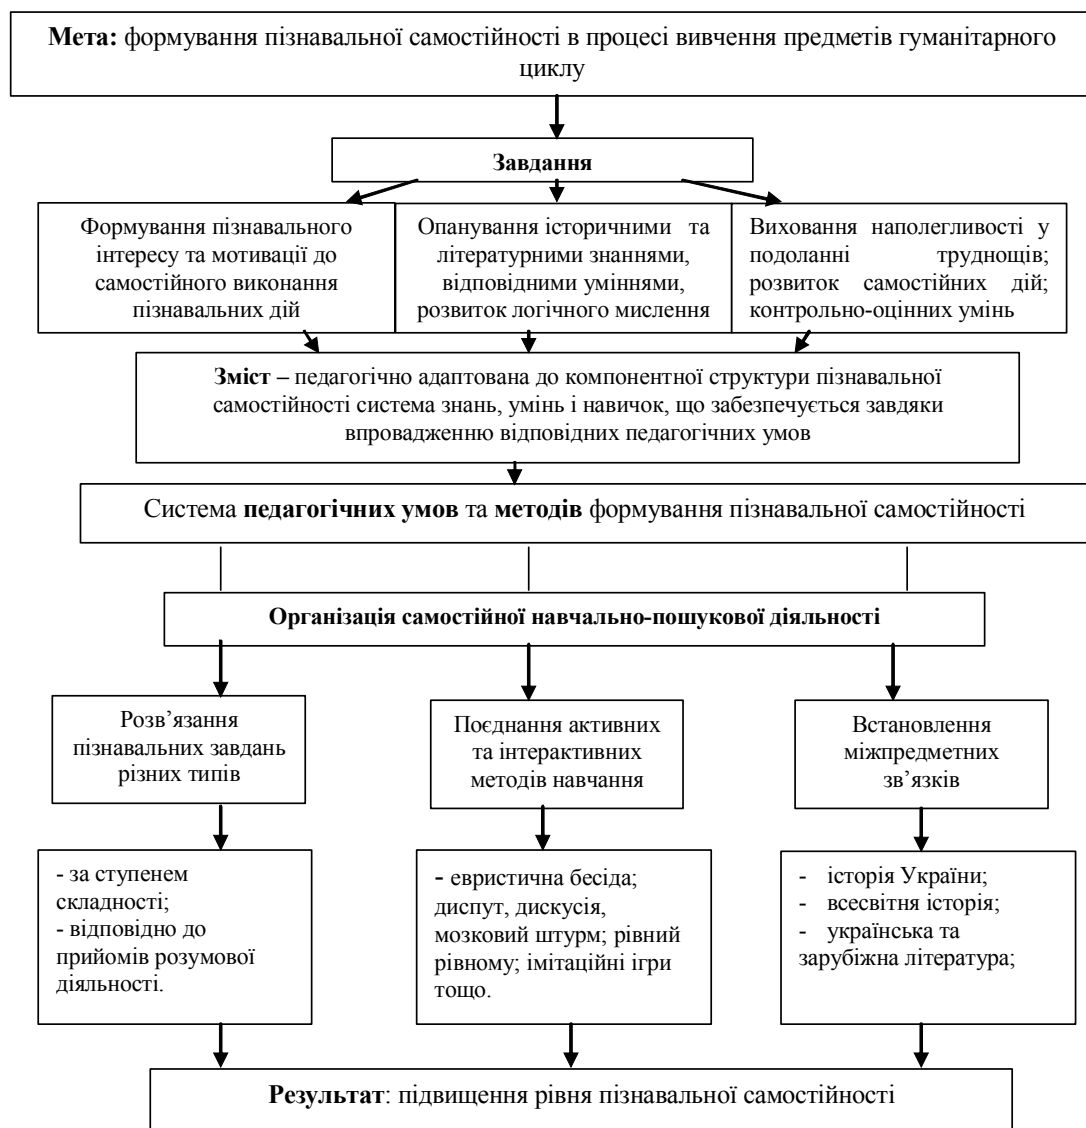 Мета: формування пізнавальної самостійності в процесі вивчення предметів гуманітарного
циклу
Завдання
Формування пізнавального
інтересу та мотивації до
самостійного виконання
пізнавальних дій
Опанування історичними та
літературними знаннями,
відповідними уміннями,
розвиток логічного мислення
Виховання наполегливості у
подоланні труднощів;
розвиток самостійних дій;
контрольно-оцінних умінь
Зміст – педагогічно адаптована до компонентної структури пізнавальної
самостійності система знань, умінь і навичок, що забезпечується завдяки
впровадженню відповідних педагогічних умов
Система педагогічних умов та методів формування пізнавальної самостійності
Організація самостійної навчально-пошукової діяльності
Розв’язання
пізнавальних завдань
різних типів
Поєднання активних
та інтерактивних
методів навчання
Встановлення
міжпредметних
зв’язків
- за ступенем
складності;
- відповідно до
прийомів розумової
діяльності.
- евристична бесіда;
диспут, дискусія,
мозковий штурм; рівний
рівному; імітаційні ігри
тощо.
- історія України;
- всесвітня історія;
- українська та
зарубіжна література;
Результат: підвищення рівня пізнавальної самостійності